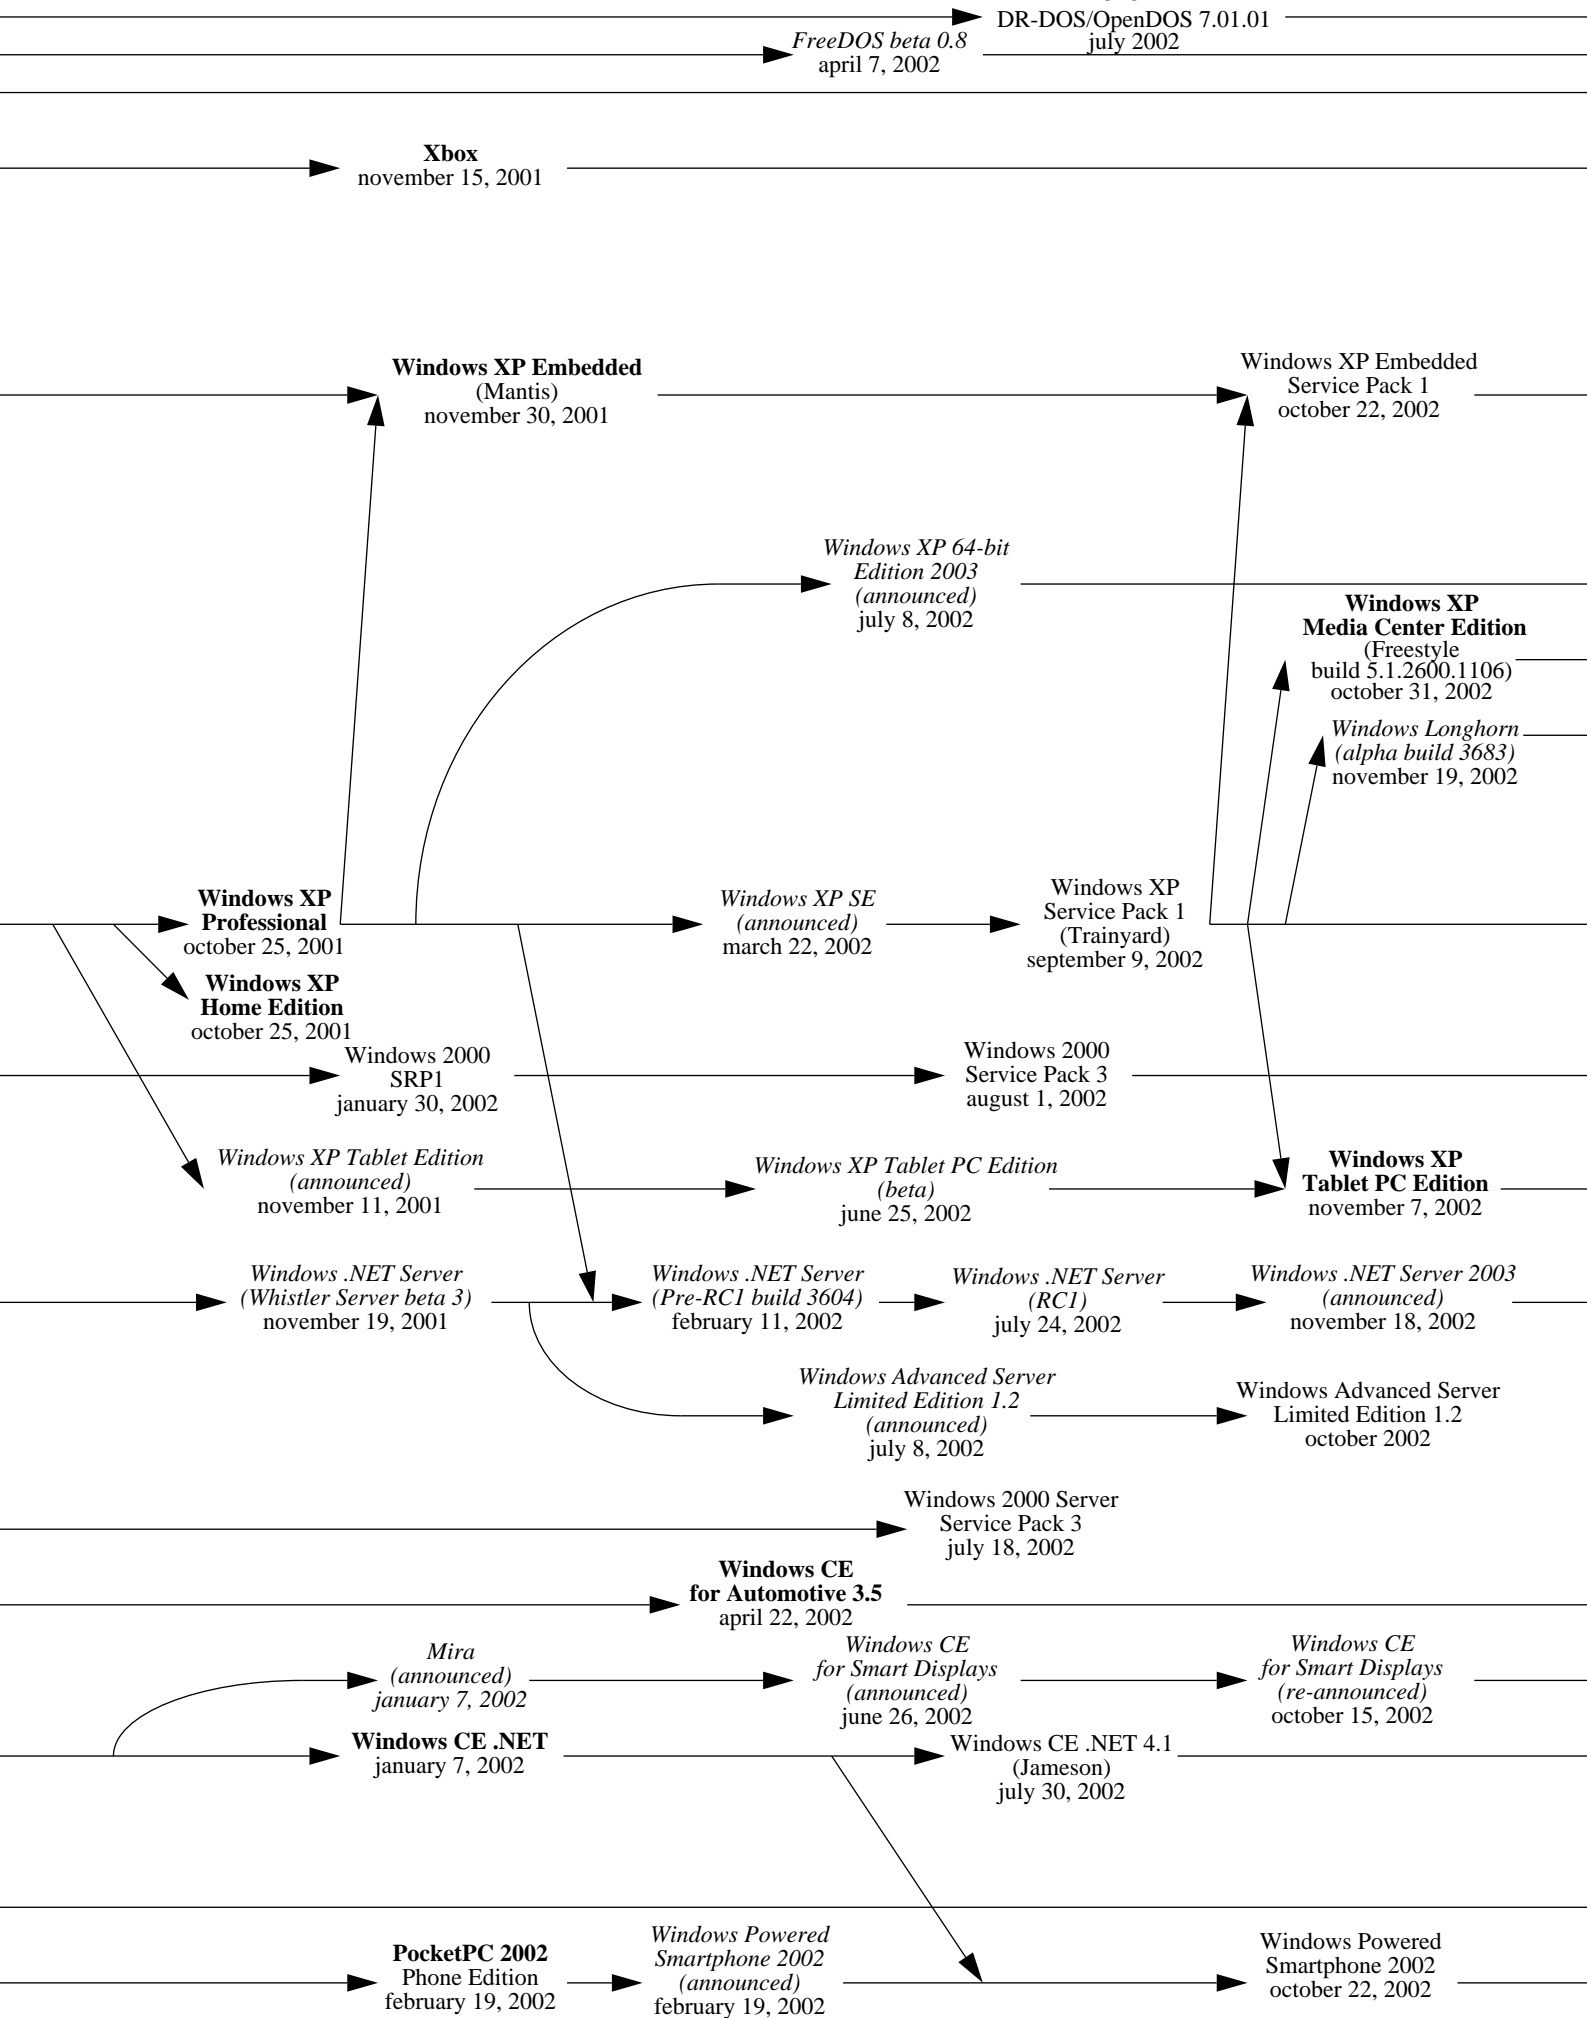 DR-DOS/OpenDOS 7.01.01
july 2002
FreeDOS beta 0.8
april 7, 2002
Xbox
november 15, 2001
Windows XP Embedded
(Mantis)
november 30, 2001
Windows XP Embedded
Service Pack 1
october 22, 2002
Windows XP 64-bit
Edition 2003
(announced)
july 8, 2002
Windows XP
Media Center Edition
(Freestyle
build 5.1.2600.1106)
october 31, 2002
Windows Longhorn
(alpha build 3683)
november 19, 2002
Windows XP
Professional
october 25, 2001
Windows XP SE
(announced)
march 22, 2002
Windows XP
Service Pack 1
(Trainyard)
september 9, 2002
Windows XP
Home Edition
october 25, 2001
Windows 2000
SRP1
january 30, 2002
Windows 2000
Service Pack 3
august 1, 2002
Windows XP Tablet Edition
(announced)
november 11, 2001
Windows XP Tablet PC Edition
(beta)
june 25, 2002
Windows XP
Tablet PC Edition
november 7, 2002
Windows .NET Server
(Whistler Server beta 3)
november 19, 2001
Windows .NET Server
(Pre-RC1 build 3604)
february 11, 2002
Windows .NET Server
(RC1)
july 24, 2002
Windows .NET Server 2003
(announced)
november 18, 2002
Windows Advanced Server
Limited Edition 1.2
(announced)
july 8, 2002
Windows Advanced Server
Limited Edition 1.2
october 2002
Windows 2000 Server
Service Pack 3
july 18, 2002
Windows CE
for Automotive 3.5
april 22, 2002
Mira
(announced)
january 7, 2002
Windows CE
for Smart Displays
(announced)
june 26, 2002
Windows CE
for Smart Displays
(re-announced)
october 15, 2002
Windows CE .NET
january 7, 2002
Windows CE .NET 4.1
(Jameson)
july 30, 2002
PocketPC 2002
Phone Edition
february 19, 2002
Windows Powered
Smartphone 2002
(announced)
february 19, 2002
Windows Powered
Smartphone 2002
october 22, 2002